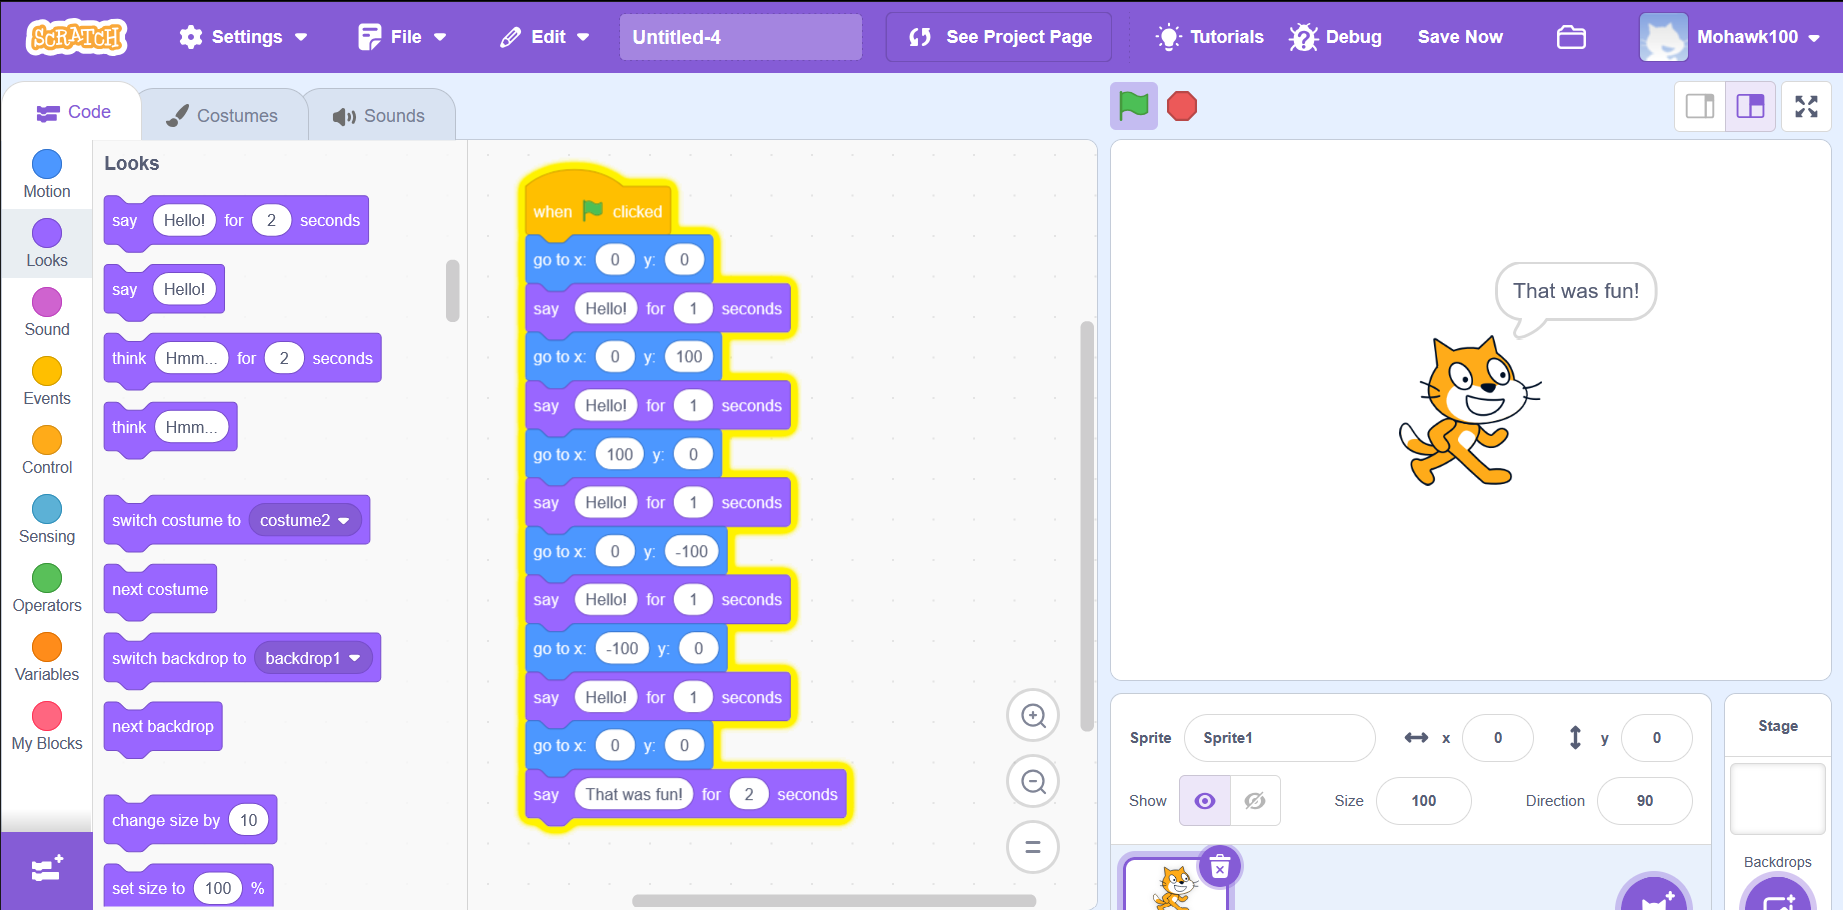 SCRATCH Settings File Edit Untitled-4 See Project Page Tutorials Debug Save Now Mohawk100
Code Costumes Sounds
Motion
Looks
Sound
Events
Control
Sensing
Operators
Variables
My Blocks
Looks
say Hello! for 2 seconds
say Hello!
think Hmm... for 2 seconds
think Hmm...
switch costume to costume2
next costume
switch backdrop to backdrop1
next backdrop
change size by 10
set size to 100 %
when clicked
go to x: 0 y: 0
say Hello! for 1 seconds
go to x: 0 y: 100
say Hello! for 1 seconds
go to x: 100 y: 0
say Hello! for 1 seconds
go to x: 0 y: -100
say Hello! for 1 seconds
go to x: -100 y: 0
say Hello! for 1 seconds
go to x: 0 y: 0
say That was fun! for 2 seconds
That was fun!
Sprite Sprite1 x 0 y 0
Show Size 100 Direction 90
Stage
Backdrops